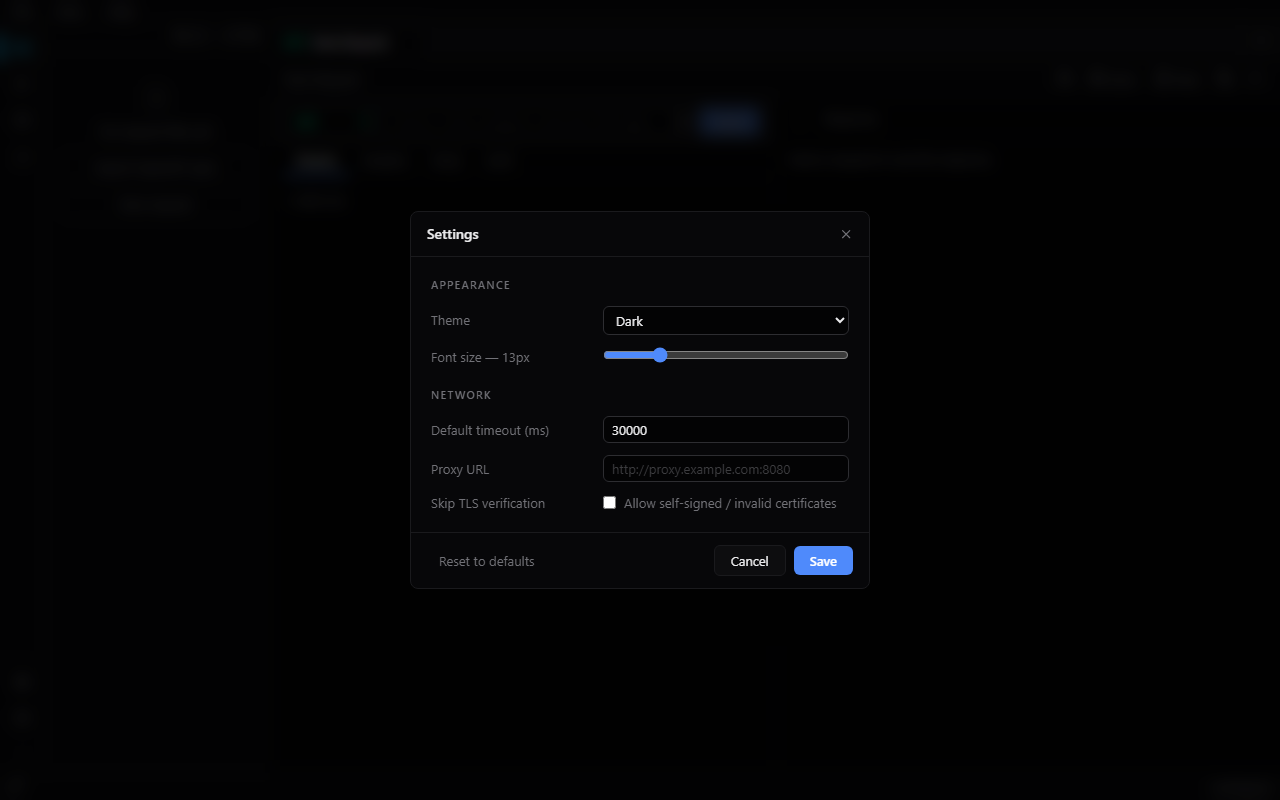 Settings
APPEARANCE
Theme
Dark
Font size — 13px
NETWORK
Default timeout (ms)
30000
Proxy URL
http://proxy.example.com:8080
Skip TLS verification
Allow self-signed / invalid certificates
Reset to defaults
Cancel
Save